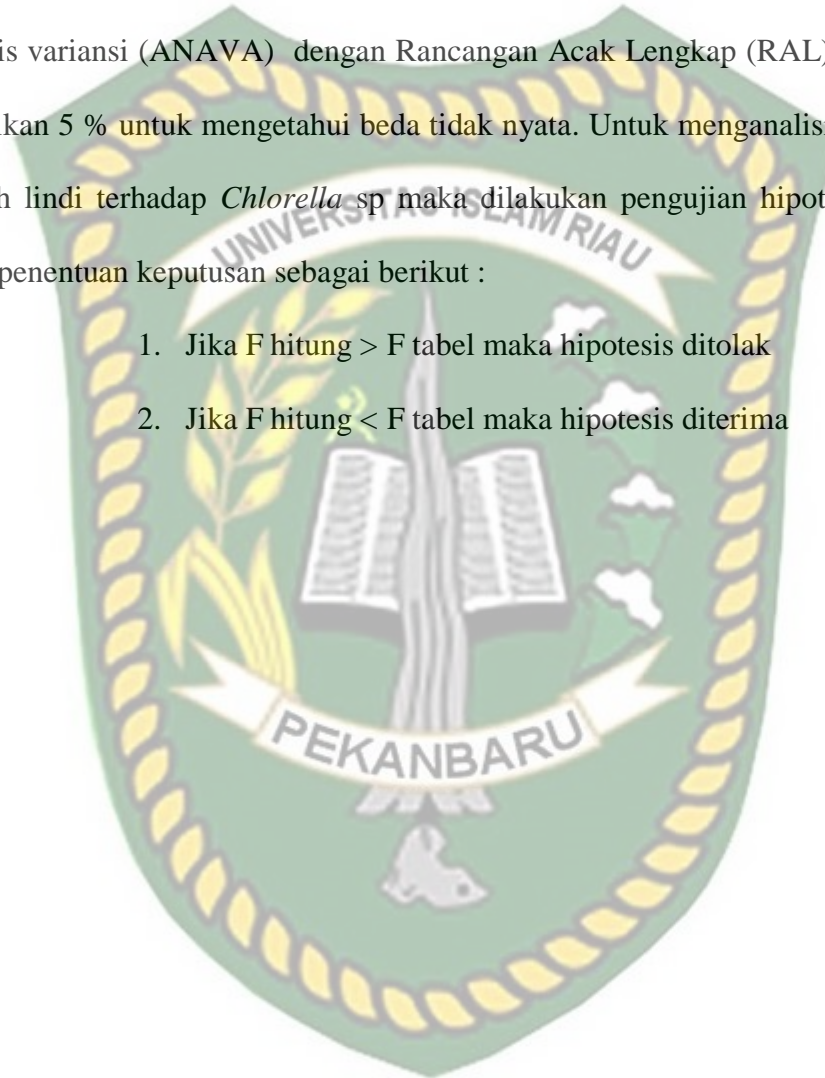 is variansi (ANAVA) dengan Rancangan Acak Lengkap (RAL)
kan 5 % untuk mengetahui beda tidak nyata. Untuk menganalis
h lindi terhadap Chlorella sp maka dilakukan pengujian hipot
penentuan keputusan sebagai berikut :
UNIVERSITAS ISLAM RIAU
1. Jika F hitung > F tabel maka hipotesis ditolak
2. Jika F hitung < F tabel maka hipotesis diterima
PEKANBARU